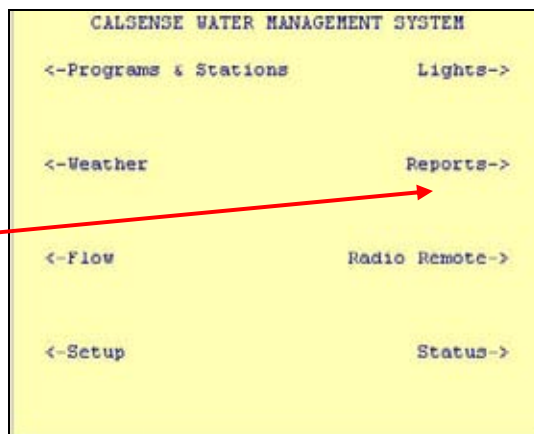 CALSENSE WATER MANAGEMENT SYSTEM
<-Programs & Stations Lights->
<-Weather Reports->
<-Flow Radio Remote->
<-Setup Status->